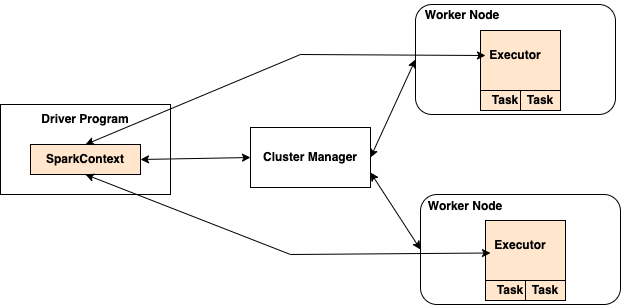 Worker Node
Executor
Task Task
Driver Program
SparkContext
Cluster Manager
Worker Node
Executor
Task Task